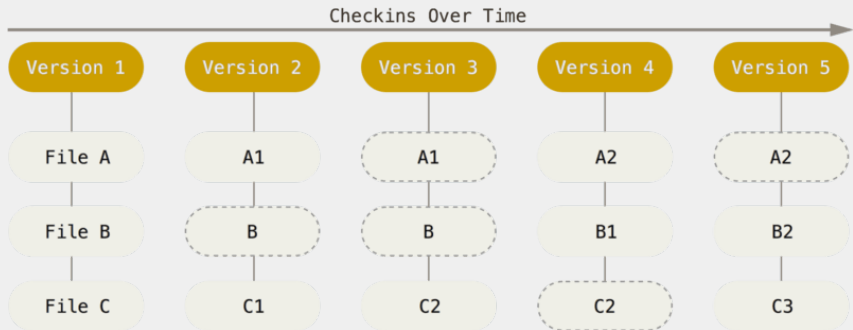 Checkins Over Time
Version 1 Version 2 Version 3 Version 4 Version 5
File A A1 A1 A2 A2
File B B B B1 B2
File C C1 C2 C2 C3